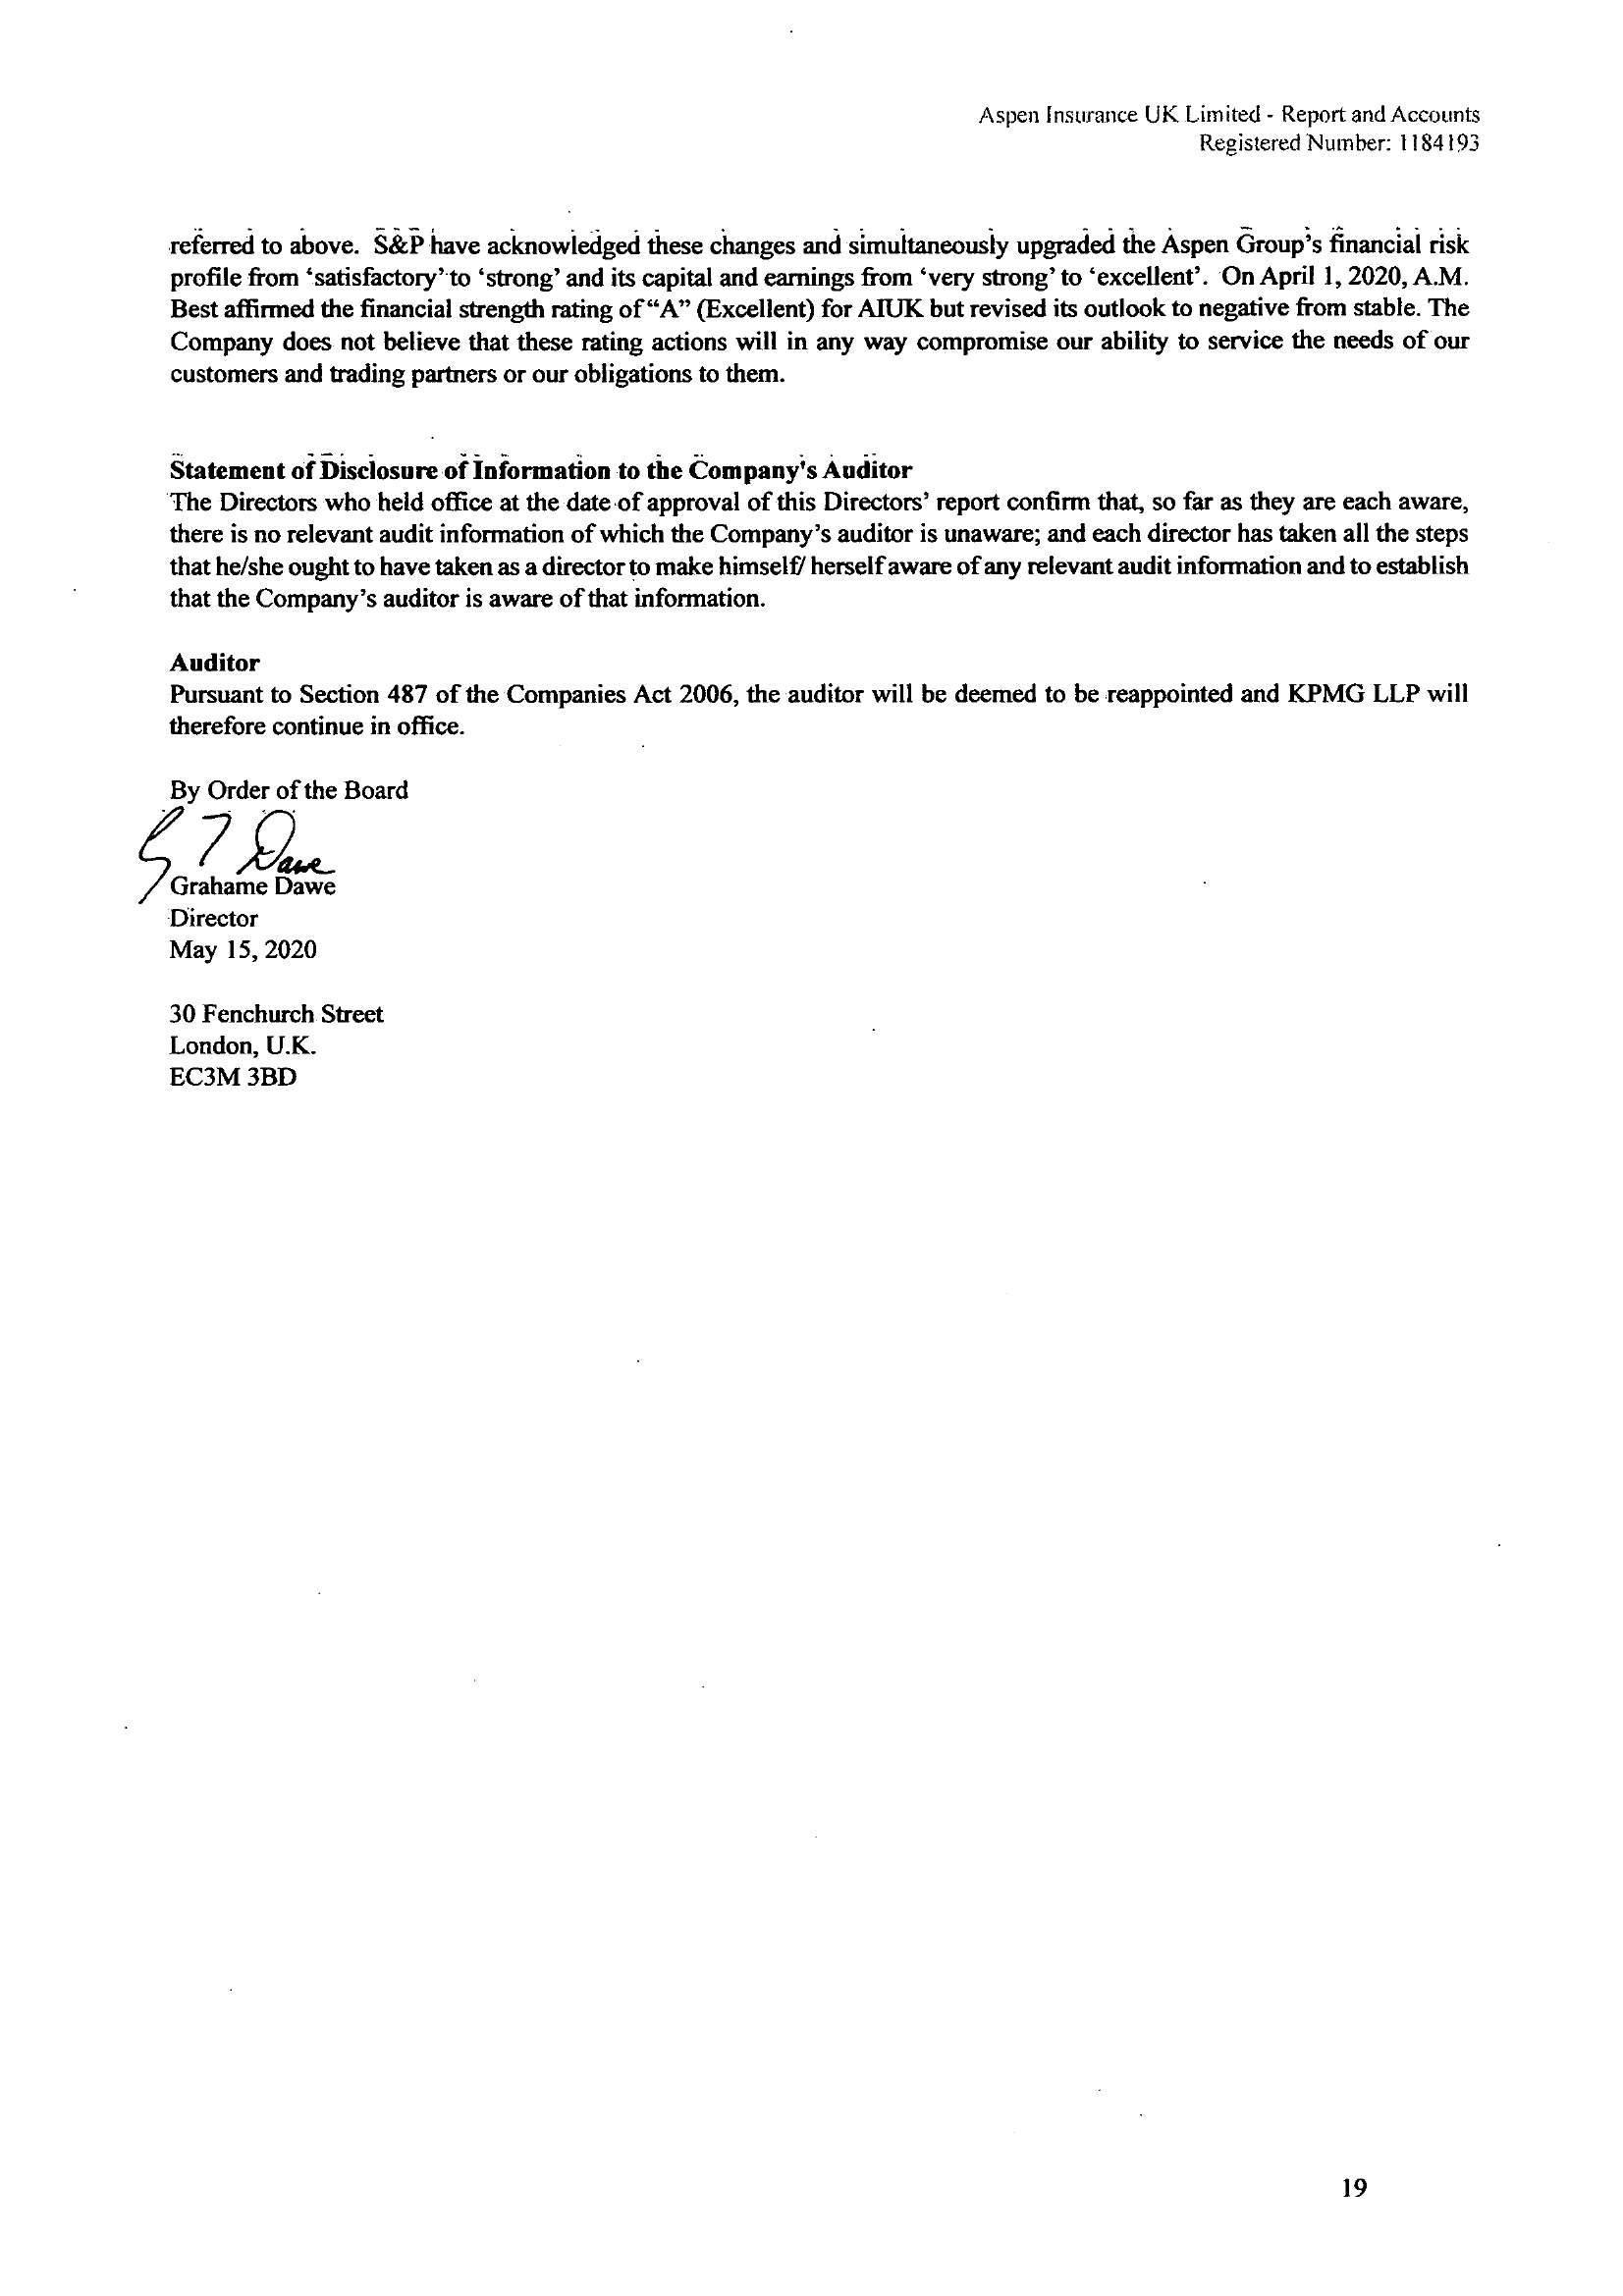 Aspen Insurance UK Limited - Report and Accounts
Registered Number: 1184193
referred to above. S&P have acknowledged these changes and simultaneously upgraded the Aspen Group's financial risk
profile from ‘satisfactory’ to ‘strong’ and its capital and earnings from ‘very strong’ to ‘excellent’. On April 1, 2020, A.M.
Best affirmed the financial strength rating of “A” (Excellent) for AIUK but revised its outlook to negative from stable. The
Company does not believe that these rating actions will in any way compromise our ability to service the needs of our
customers and trading partners or our obligations to them.
Statement of Disclosure of Information to the Company's Auditor
The Directors who held office at the date of approval of this Directors’ report confirm that, so far as they are each aware,
there is no relevant audit information of which the Company’s auditor is unaware; and each director has taken all the steps
that he/she ought to have taken as a director to make himself/ herself aware of any relevant audit information and to establish
that the Company’s auditor is aware of that information.
Auditor
Pursuant to Section 487 of the Companies Act 2006, the auditor will be deemed to be reappointed and KPMG LLP will
therefore continue in office.
By Order of the Board
G T Dawe
Grahame Dawe
Director
May 15, 2020
30 Fenchurch Street
London, U.K.
EC3M 3BD
19